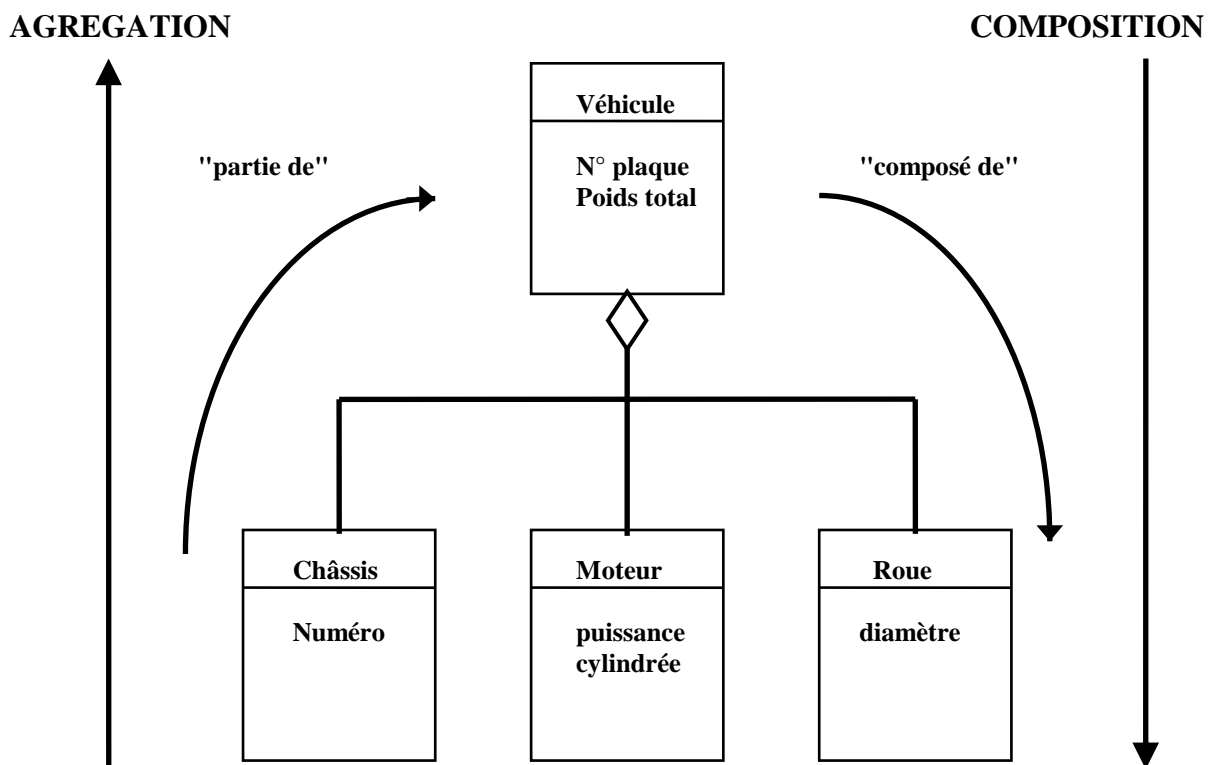 AGREGATION
COMPOSITION
Véhicule
"partie de"
N° plaque
Poids total
"composé de"
Châssis
Numéro
Moteur
puissance
cylindrée
Roue
diamètre